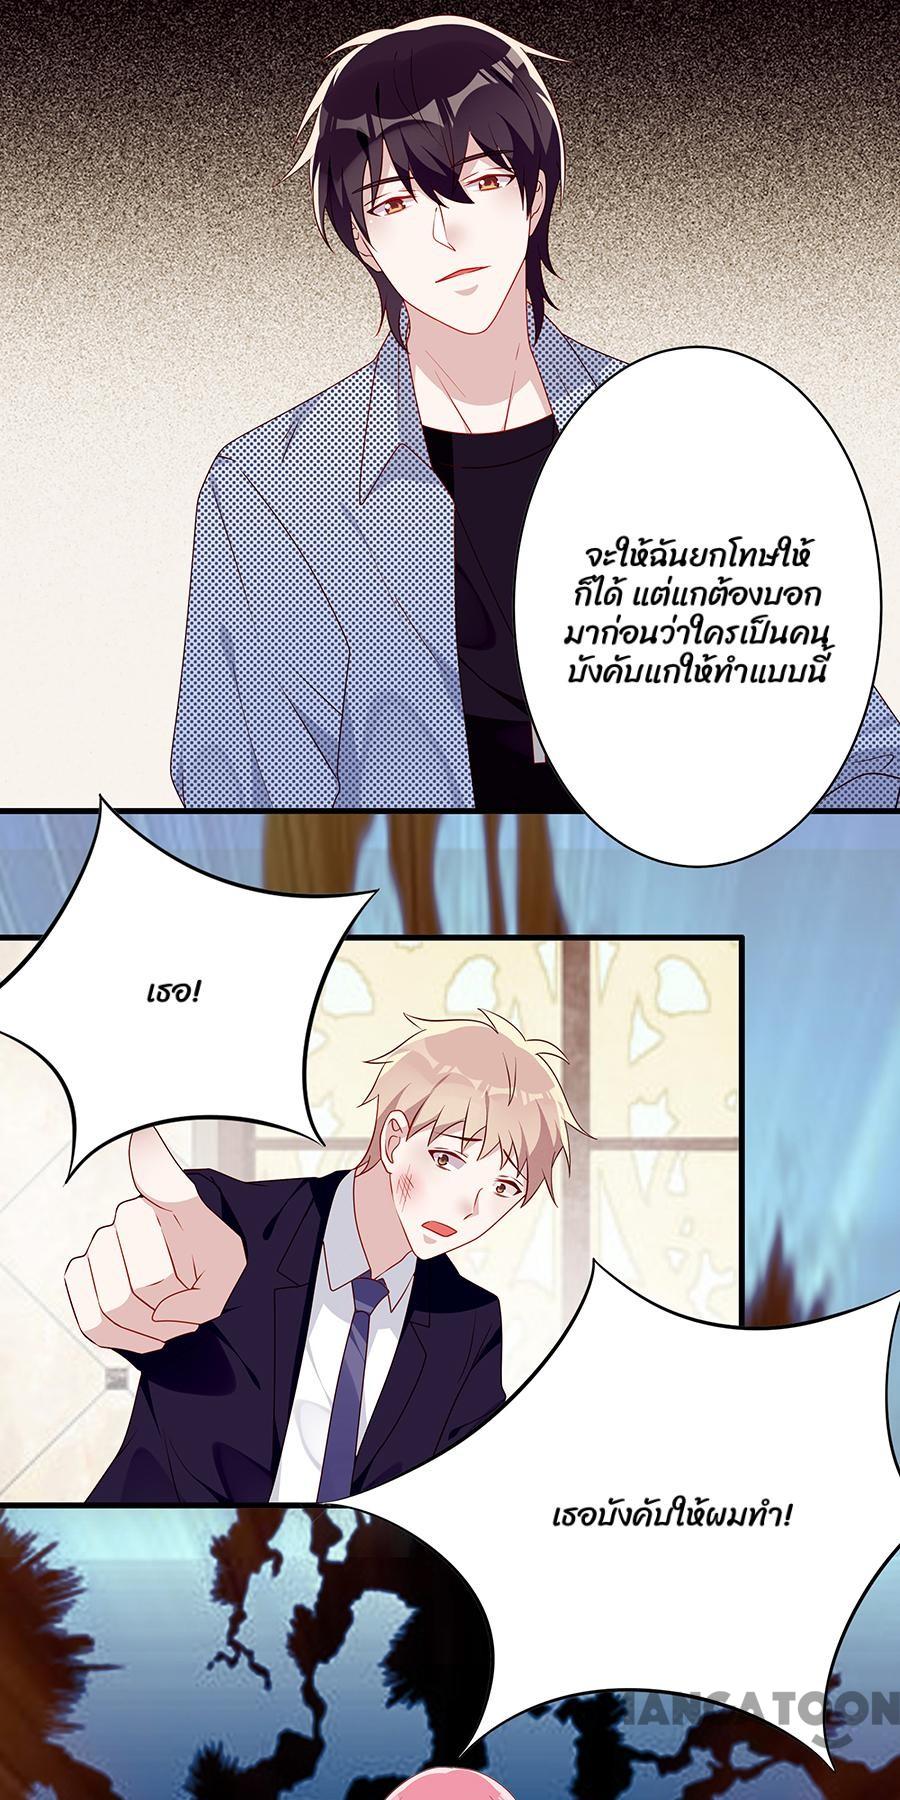 จะให้ฉันยกโทษให้
ก็ได้ แต่แกต้องบอก
มาก่อนว่าใครเป็นคน
บังคับแกให้ทำแบบนี้
เธอ!
เธอบังคับให้ผมทำ!
MANGATOON